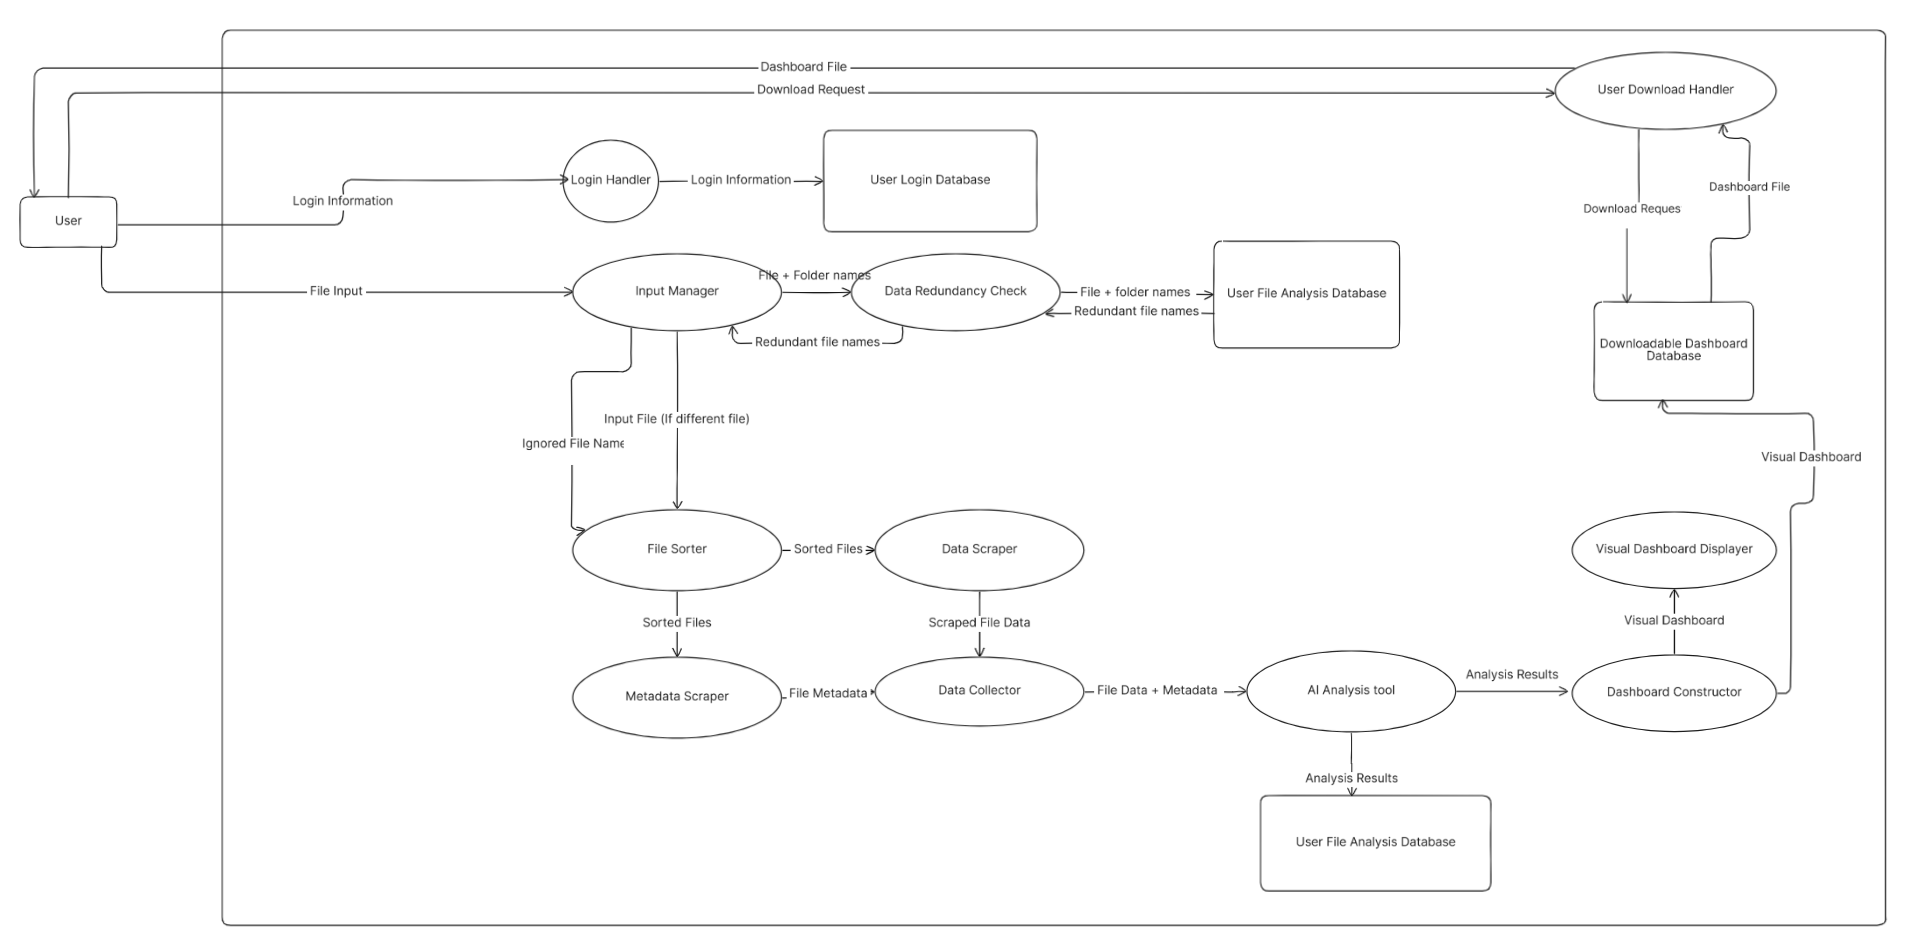 Dashboard File
Download Request
User Download Handler
Login Handler
Login Information
User Login Database
Dashboard File
Login Information
Download Reques
User
File + Folder names
File Input
Input Manager
Data Redundancy Check
File + folder names
User File Analysis Database
Redundant file names
Redundant file names
Downloadable Dashboard
Database
Input File (If different file)
Ignored File Name
Visual Dashboard
File Sorter
Sorted Files
Data Scraper
Visual Dashboard Displayer
Sorted Files
Scraped File Data
Visual Dashboard
Metadata Scraper
File Metadata
Data Collector
File Data + Metadata
AI Analysis tool
Analysis Results
Dashboard Constructor
Analysis Results
User File Analysis Database